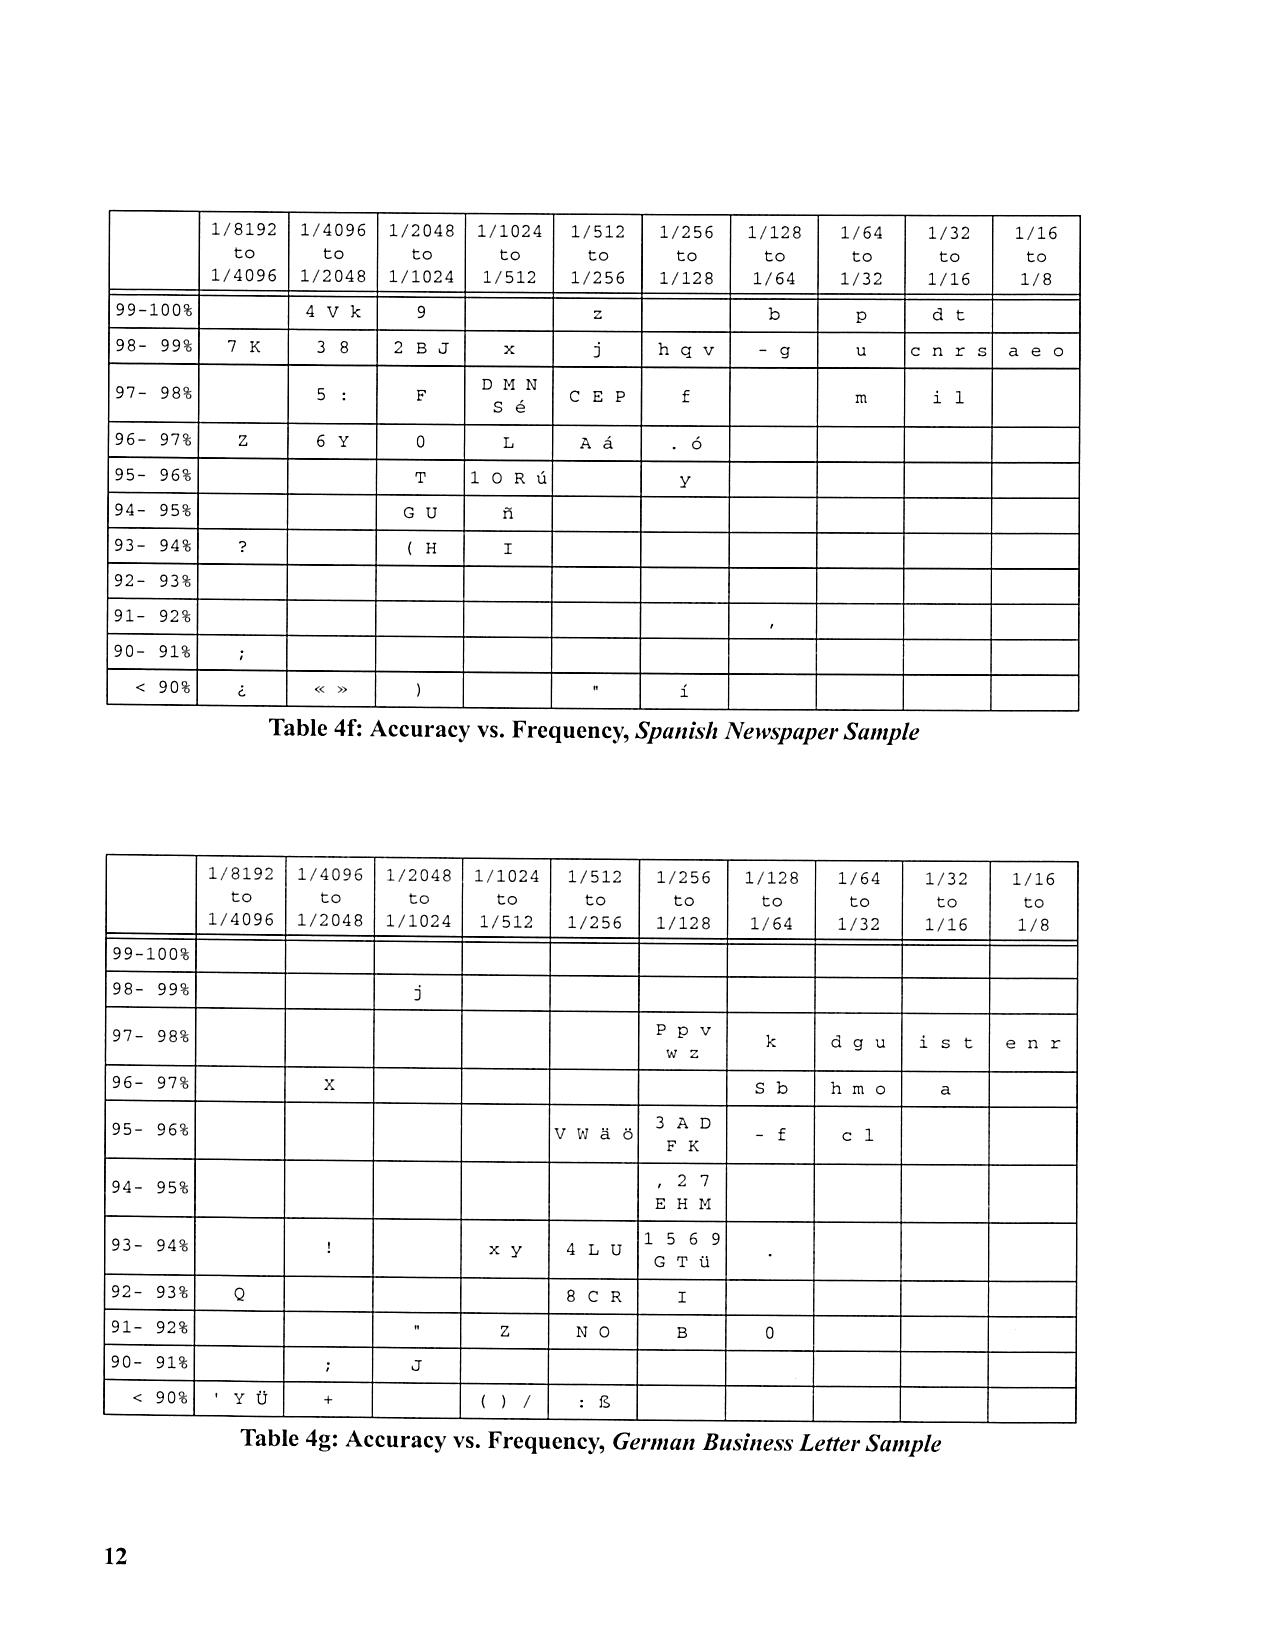 1/8192 1/4096 1/2048 1/1024 1/512 1/256 1/128 1/64 1/32 1/16
to to to to to to to to to to
1/4096 1/2048 1/1024 1/512 1/256 1/128 1/64 1/32 1/16 1/8
99-100% 4 V k 9 z b p d t
98- 99% 7 K 3 8 2 B J x j h q v - g u c n r s a e o
97- 98% 5 : F D M N C E P f m i l
S é
96- 97% Z 6 Y 0 L A á . ó
95- 96% T 1 O R ú y
94- 95% G U ñ
93- 94% ? ( H I
92- 93%
91- 92% ,
90- 91% ;
< 90% ¿ « » ) " í
Table 4f: Accuracy vs. Frequency, Spanish Newspaper Sample
1/8192 1/4096 1/2048 1/1024 1/512 1/256 1/128 1/64 1/32 1/16
to to to to to to to to to to
1/4096 1/2048 1/1024 1/512 1/256 1/128 1/64 1/32 1/16 1/8
99-100%
98- 99% j
97- 98% P p v k d g u i s t e n r
w z
96- 97% X S b h m o a
95- 96% V W ä ö 3 A D - f c l
F K
94- 95% , 2 7
E H M
93- 94% ! x y 4 L U 1 5 6 9 .
G T ü
92- 93% Q 8 C R I
91- 92% " Z N O B 0
90- 91% ; J
< 90% ' Y Ü + ( ) / : ß
Table 4g: Accuracy vs. Frequency, German Business Letter Sample
12